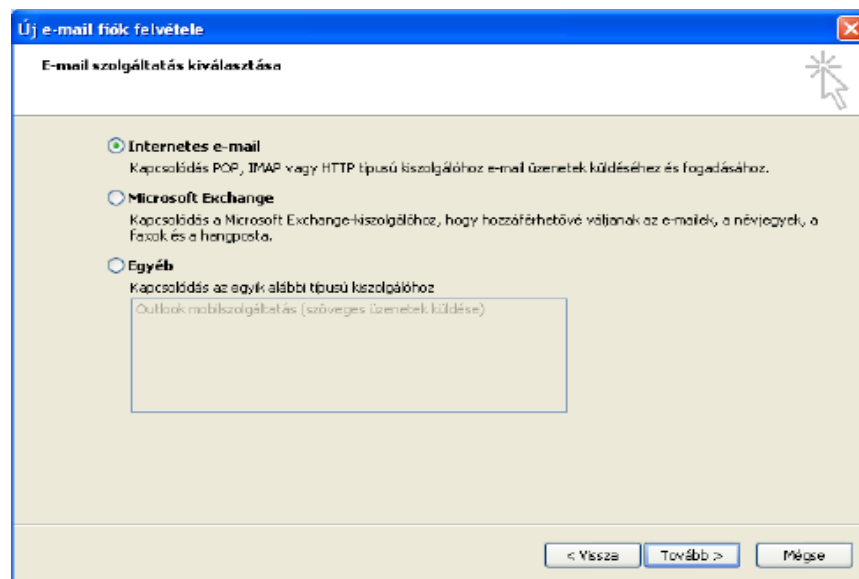 Új e-mail fiók felvétele
E-mail szolgáltatás kiválasztása
Internetes e-mail
Kapcsolódás POP, IMAP vagy HTTP típusú kiszolgálóhoz e-mail üzenetek küldéséhez és fogadásához.
Microsoft Exchange
Kapcsolódás a Microsoft Exchange-kiszolgálóhoz, hogy hozzáférhetővé váljanak az e-mailek, a névjegyek, a
faxok és a hangposta.
Egyéb
Kapcsolódás az egyik alábbi típusú kiszolgálóhoz
Outlook mobilszolgáltatás (szöveges üzenetek küldése)
< Vissza
Tovább >
Mégse